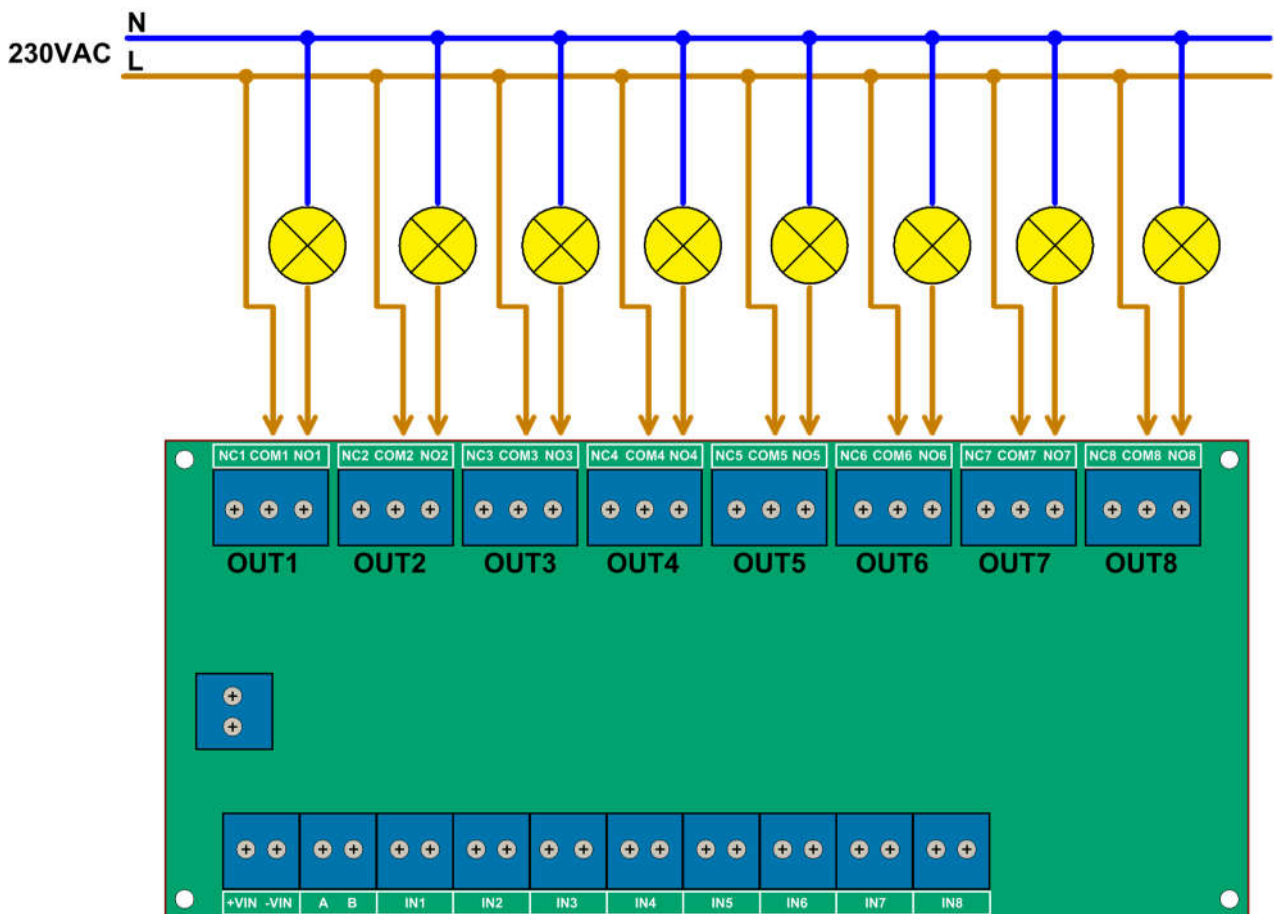 N
230VAC
L
NC1 COM1 NO1 NC2 COM2 NO2 NC3 COM3 NO3 NC4 COM4 NO4 NC5 COM5 NO5 NC6 COM6 NO6 NC7 COM7 NO7 NC8 COM8 NO8
OUT1 OUT2 OUT3 OUT4 OUT5 OUT6 OUT7 OUT8
+VIN -VIN A B IN1 IN2 IN3 IN4 IN5 IN6 IN7 IN8